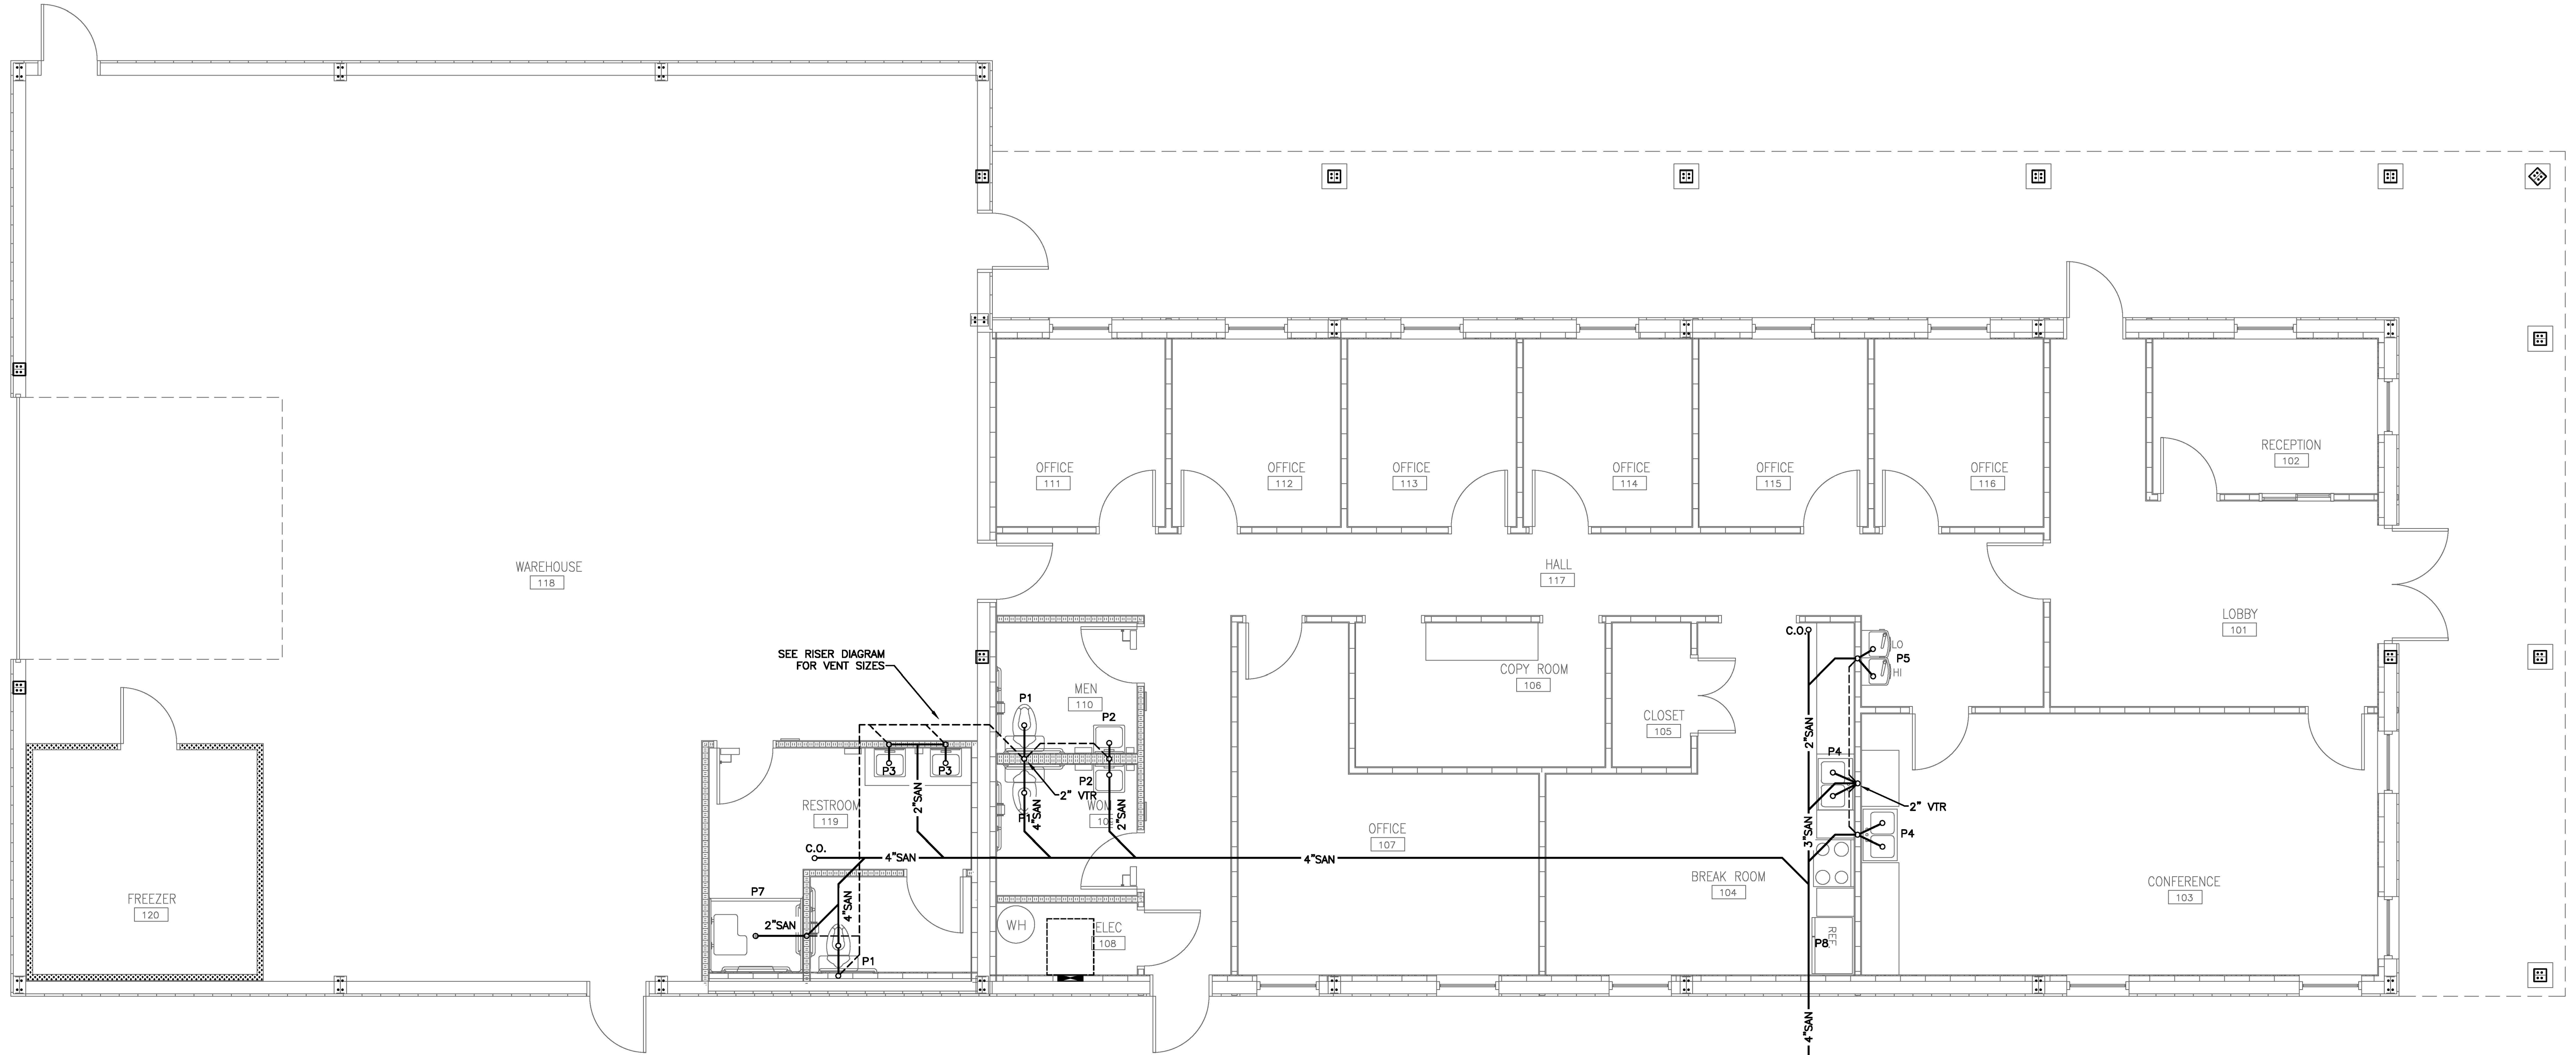 OFFICE
111
OFFICE
112
OFFICE
113
OFFICE
114
OFFICE
115
OFFICE
116
RECEPTION
102
WAREHOUSE
118
HALL
117
LOBBY
101
SEE RISER DIAGRAM
FOR VENT SIZES
MEN
110
P1
P2
COPY ROOM
106
CLOSET
105
C.O.
LO
P5
HI
2"SAN
P4
2" VTR
3"SAN
P4
P3
P3
2"SAN
RESTROOM
119
P2
2" VTR
WOM
P1
4"SAN
2"SAN
OFFICE
107
C.O.
4"SAN
4"SAN
BREAK ROOM
104
CONFERENCE
103
FREEZER
120
P7
2"SAN
4"SAN
P1
WH
ELEC
108
REF.
P8
4"SAN